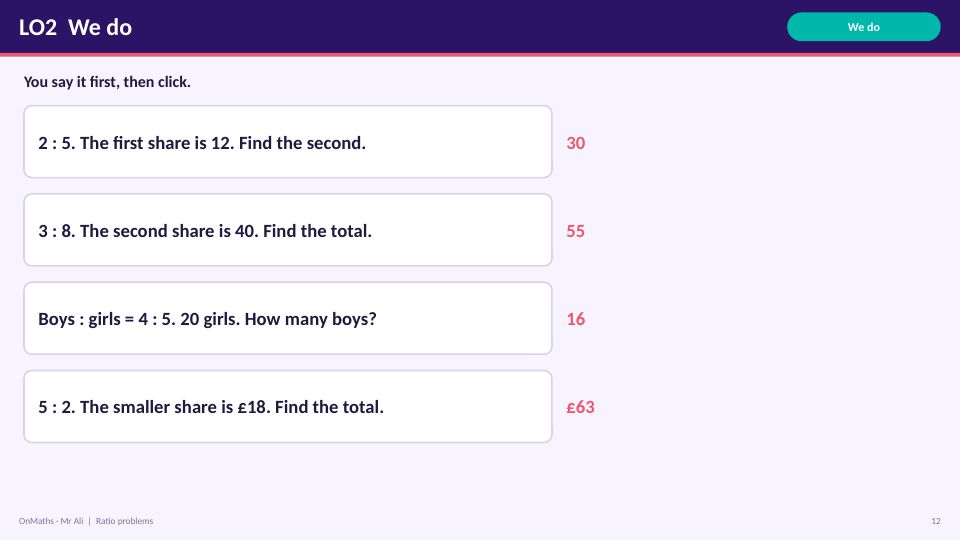 LO2 We do
We do
You say it first, then click.
2 : 5. The first share is 12. Find the second.
30
3 : 8. The second share is 40. Find the total.
55
Boys : girls = 4 : 5. 20 girls. How many boys?
16
5 : 2. The smaller share is £18. Find the total.
£63
OnMaths - Mr Ali | Ratio problems
12